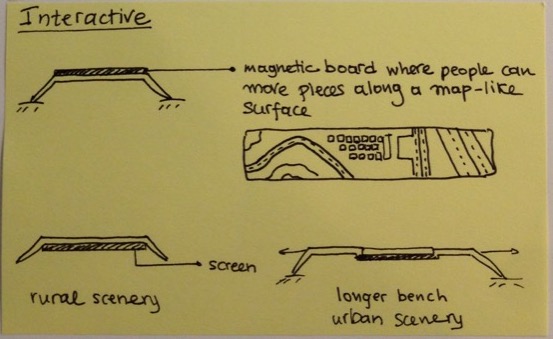 Interactive
magnetic board where people can
move pieces along a map-like
surface
screen
rural scenery
longer bench
urban scenery